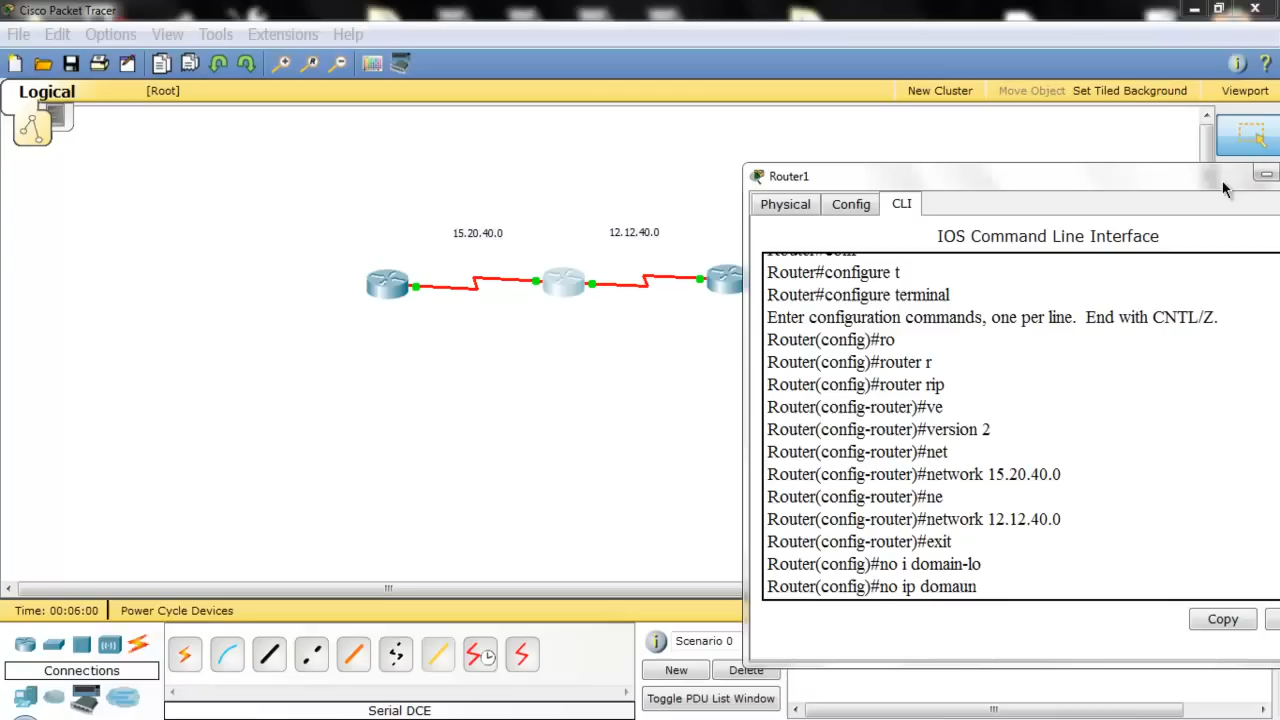 Cisco Packet Tracer
File Edit Options View Tools Extensions Help
Logical [Root] New Cluster Move Object Set Tiled Background Viewport
15.20.40.0 12.12.40.0
Router1
Physical Config CLI
IOS Command Line Interface
Router#configure t
Router#configure terminal
Enter configuration commands, one per line. End with CNTL/Z.
Router(config)#ro
Router(config)#router r
Router(config)#router rip
Router(config-router)#ve
Router(config-router)#version 2
Router(config-router)#net
Router(config-router)#network 15.20.40.0
Router(config-router)#ne
Router(config-router)#network 12.12.40.0
Router(config-router)#exit
Router(config)#no i domain-lo
Router(config)#no ip domaun
Copy
Time: 00:06:00 Power Cycle Devices
Scenario 0
New Delete
Toggle PDU List Window
Connections
Serial DCE